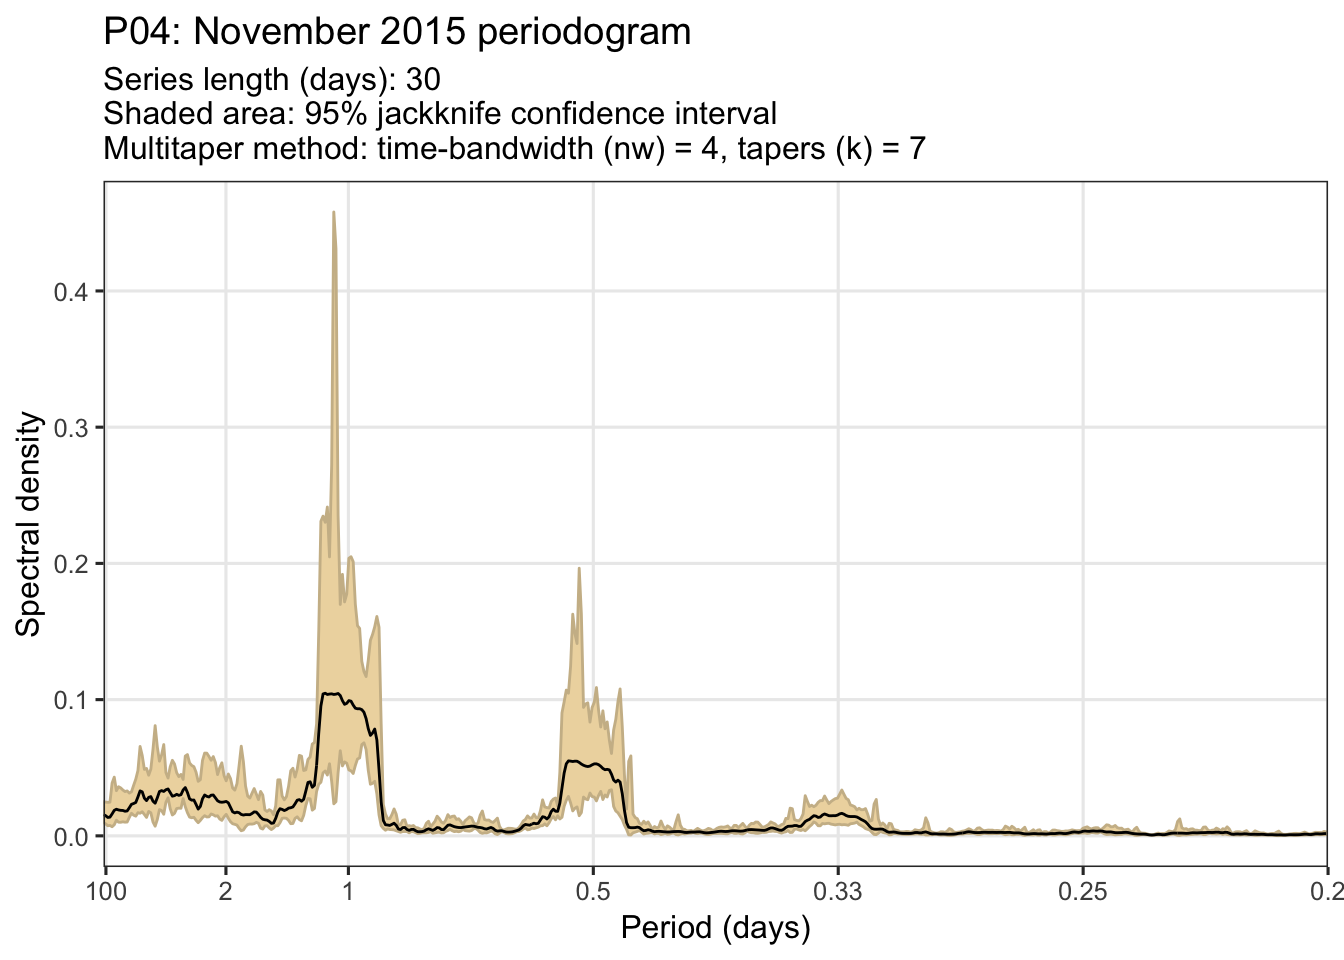 P04: November 2015 periodogram
Series length (days): 30
Shaded area: 95% jackknife confidence interval
Multitaper method: time-bandwidth (nw) = 4, tapers (k) = 7
0.4
0.3
0.2
0.1
0.0
Spectral density
100 2 1 0.5 0.33 0.25 0.2
Period (days)